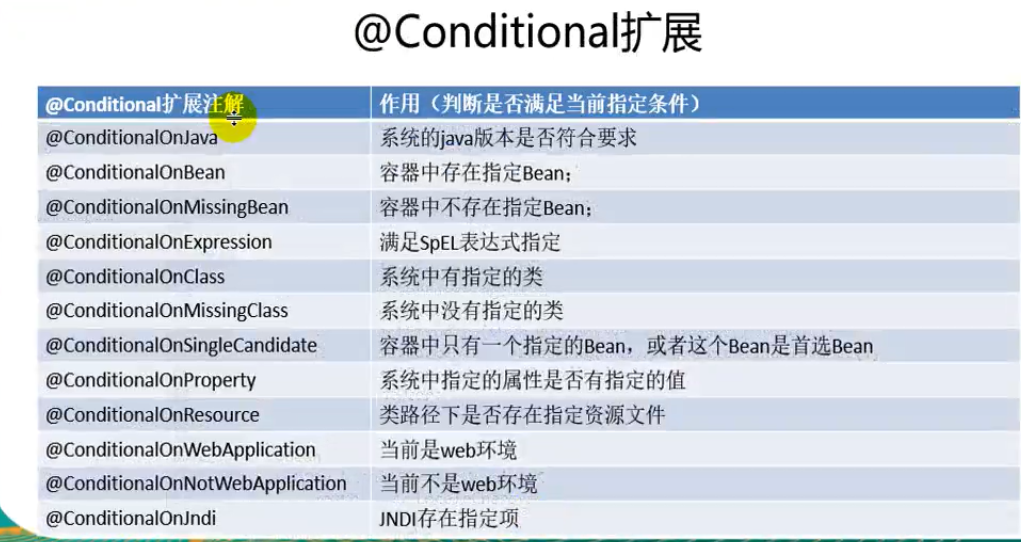 @Conditional扩展
@Conditional扩展注解 作用（判断是否满足当前指定条件）
@ConditionalOnJava 系统的java版本是否符合要求
@ConditionalOnBean 容器中存在指定Bean；
@ConditionalOnMissingBean 容器中不存在指定Bean；
@ConditionalOnExpression 满足SpEL表达式指定
@ConditionalOnClass 系统中有指定的类
@ConditionalOnMissingClass 系统中没有指定的类
@ConditionalOnSingleCandidate 容器中只有一个指定的Bean，或者这个Bean是首选Bean
@ConditionalOnProperty 系统中指定的属性是否有指定的值
@ConditionalOnResource 类路径下是否存在指定资源文件
@ConditionalOnWebApplication 当前是web环境
@ConditionalOnNotWebApplication 当前不是web环境
@ConditionalOnJndi JNDI存在指定项